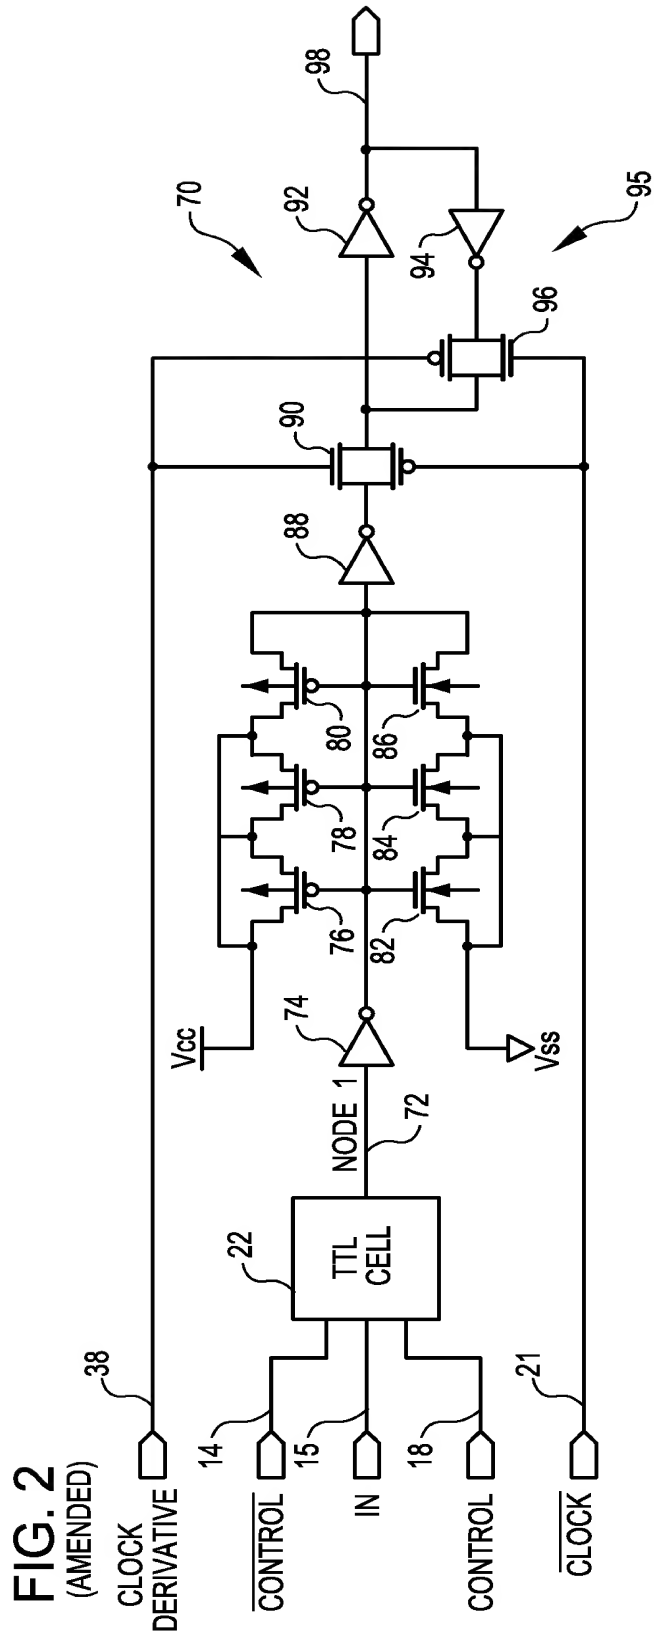 FIG. 2
(AMENDED)
CLOCK
DERIVATIVE
38
CONTROL
14
IN
15
CONTROL
18
CLOCK
21
22
TTL
CELL
NODE 1
72
74
Vcc
Vss
76
78
80
82
84
86
88
90
70
92
94
96
95
98